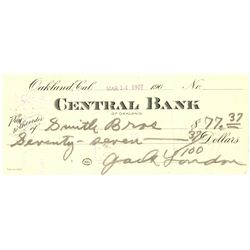 Oakland, Cal. MAR 14 1907 190 No.
CENTRAL BANK
OF OAKLAND.
Pay to the order of Smith Bros $77.37
Seventy-seven 37/100 Dollars
Jack London